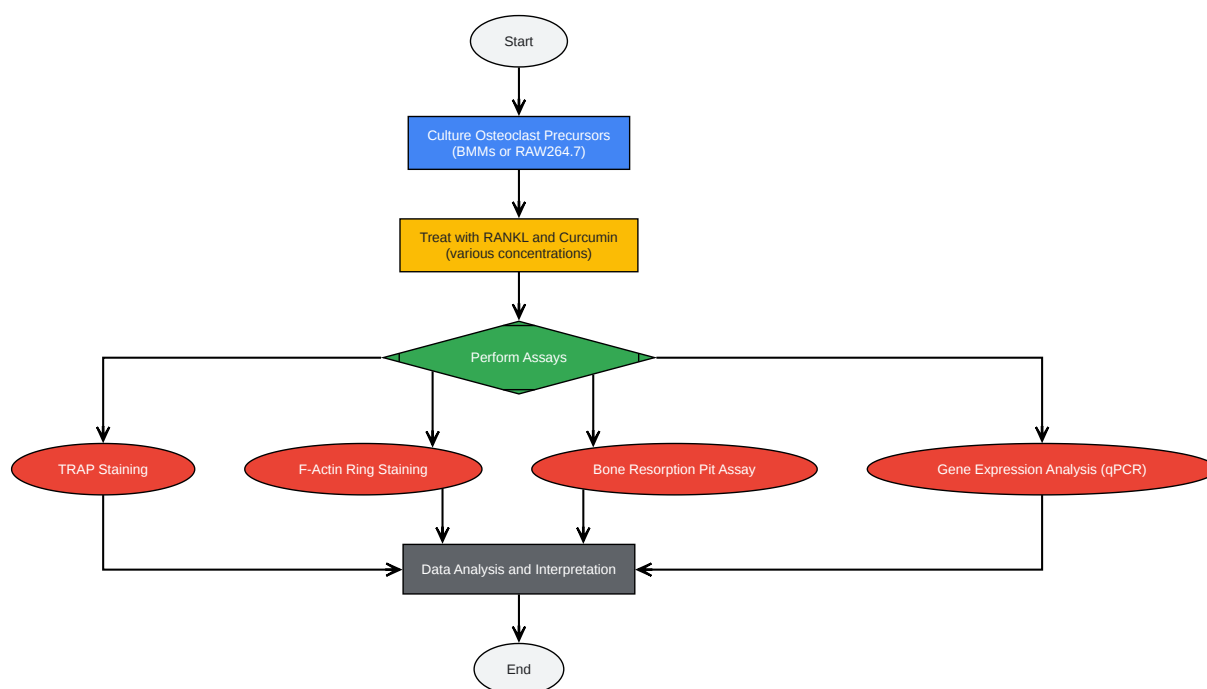 Start
Culture Osteoclast Precursors
(BMMs or RAW264.7)
Treat with RANKL and Curcumin
(various concentrations)
Perform Assays
TRAP Staining
F-Actin Ring Staining
Bone Resorption Pit Assay
Gene Expression Analysis (qPCR)
Data Analysis and Interpretation
End